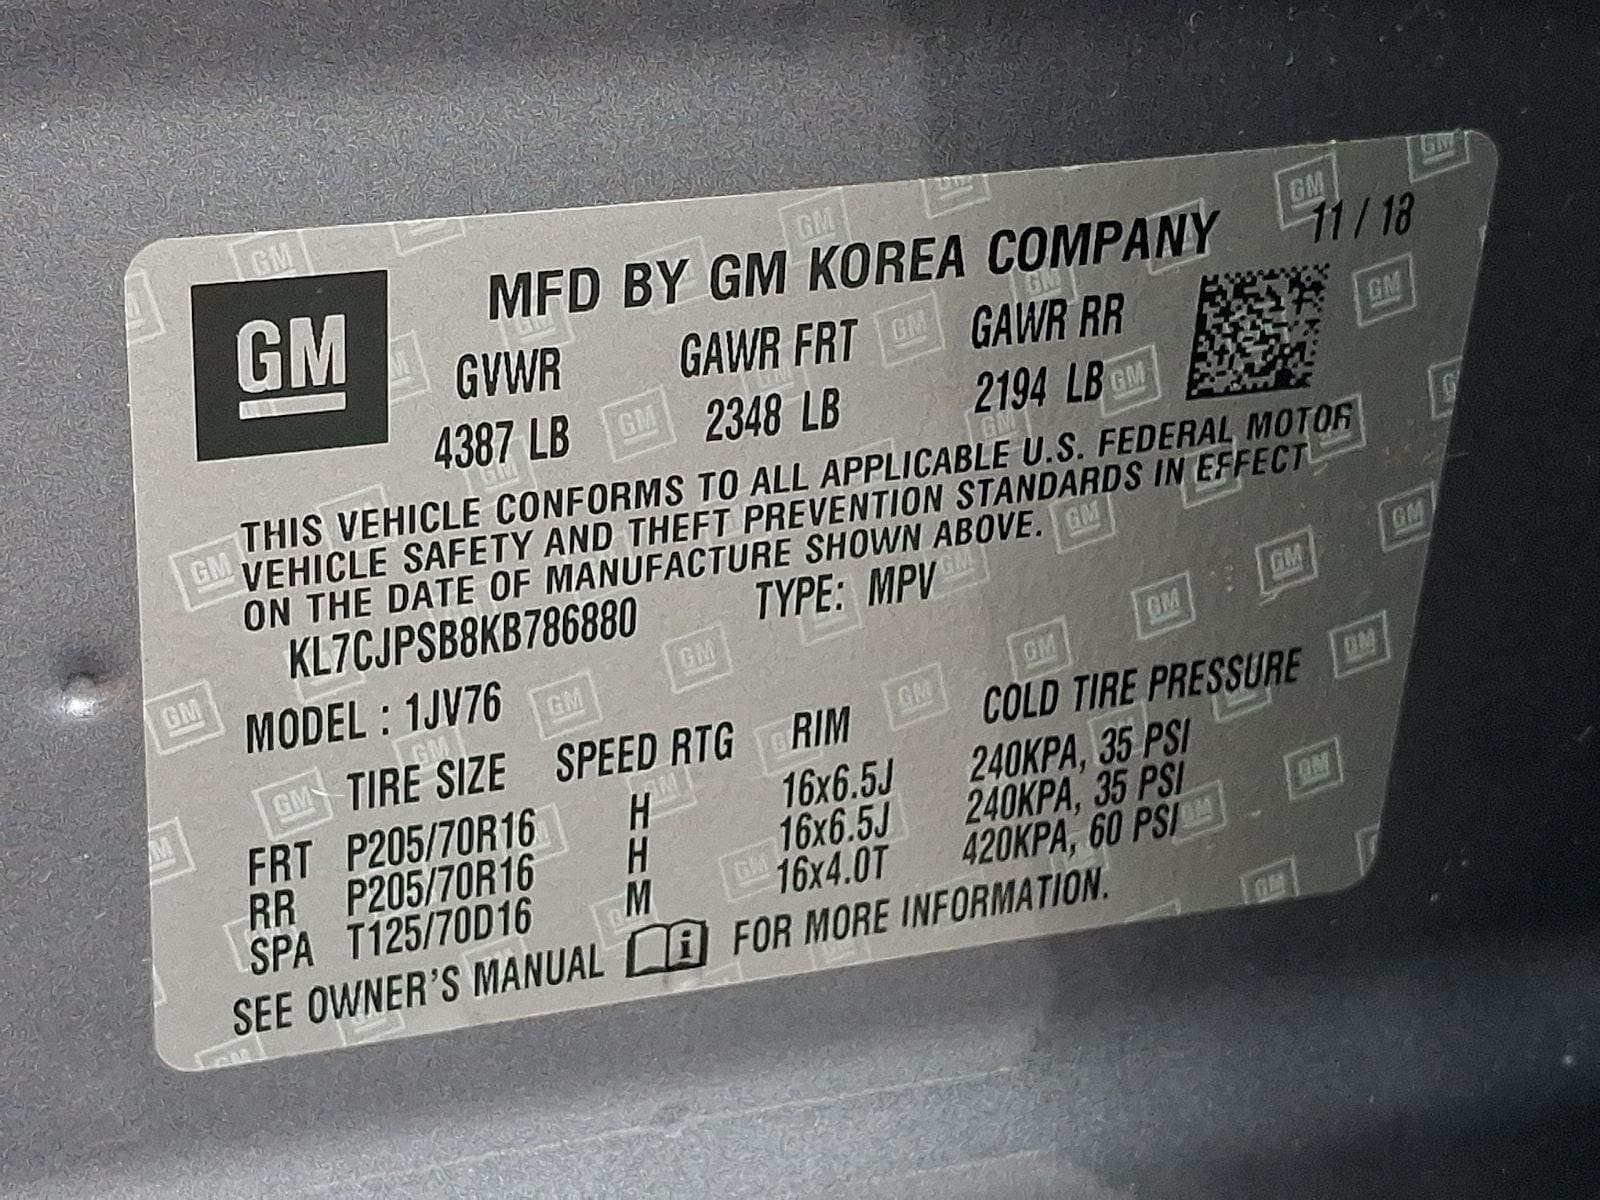 MFD BY GM KOREA COMPANY 11 / 18
GM
GVWR GAWR FRT GAWR RR
4387 LB 2348 LB 2194 LB
THIS VEHICLE CONFORMS TO ALL APPLICABLE U.S. FEDERAL MOTOR
VEHICLE SAFETY AND THEFT PREVENTION STANDARDS IN EFFECT
ON THE DATE OF MANUFACTURE SHOWN ABOVE.
KL7CJPSB8KB786880 TYPE: MPV
MODEL : 1JV76
TIRE SIZE SPEED RTG RIM COLD TIRE PRESSURE
FRT P205/70R16 H 16x6.5J 240KPA, 35 PSI
RR P205/70R16 H 16x6.5J 240KPA, 35 PSI
SPA T125/70D16 M 16x4.0T 420KPA, 60 PSI
SEE OWNER'S MANUAL i FOR MORE INFORMATION.